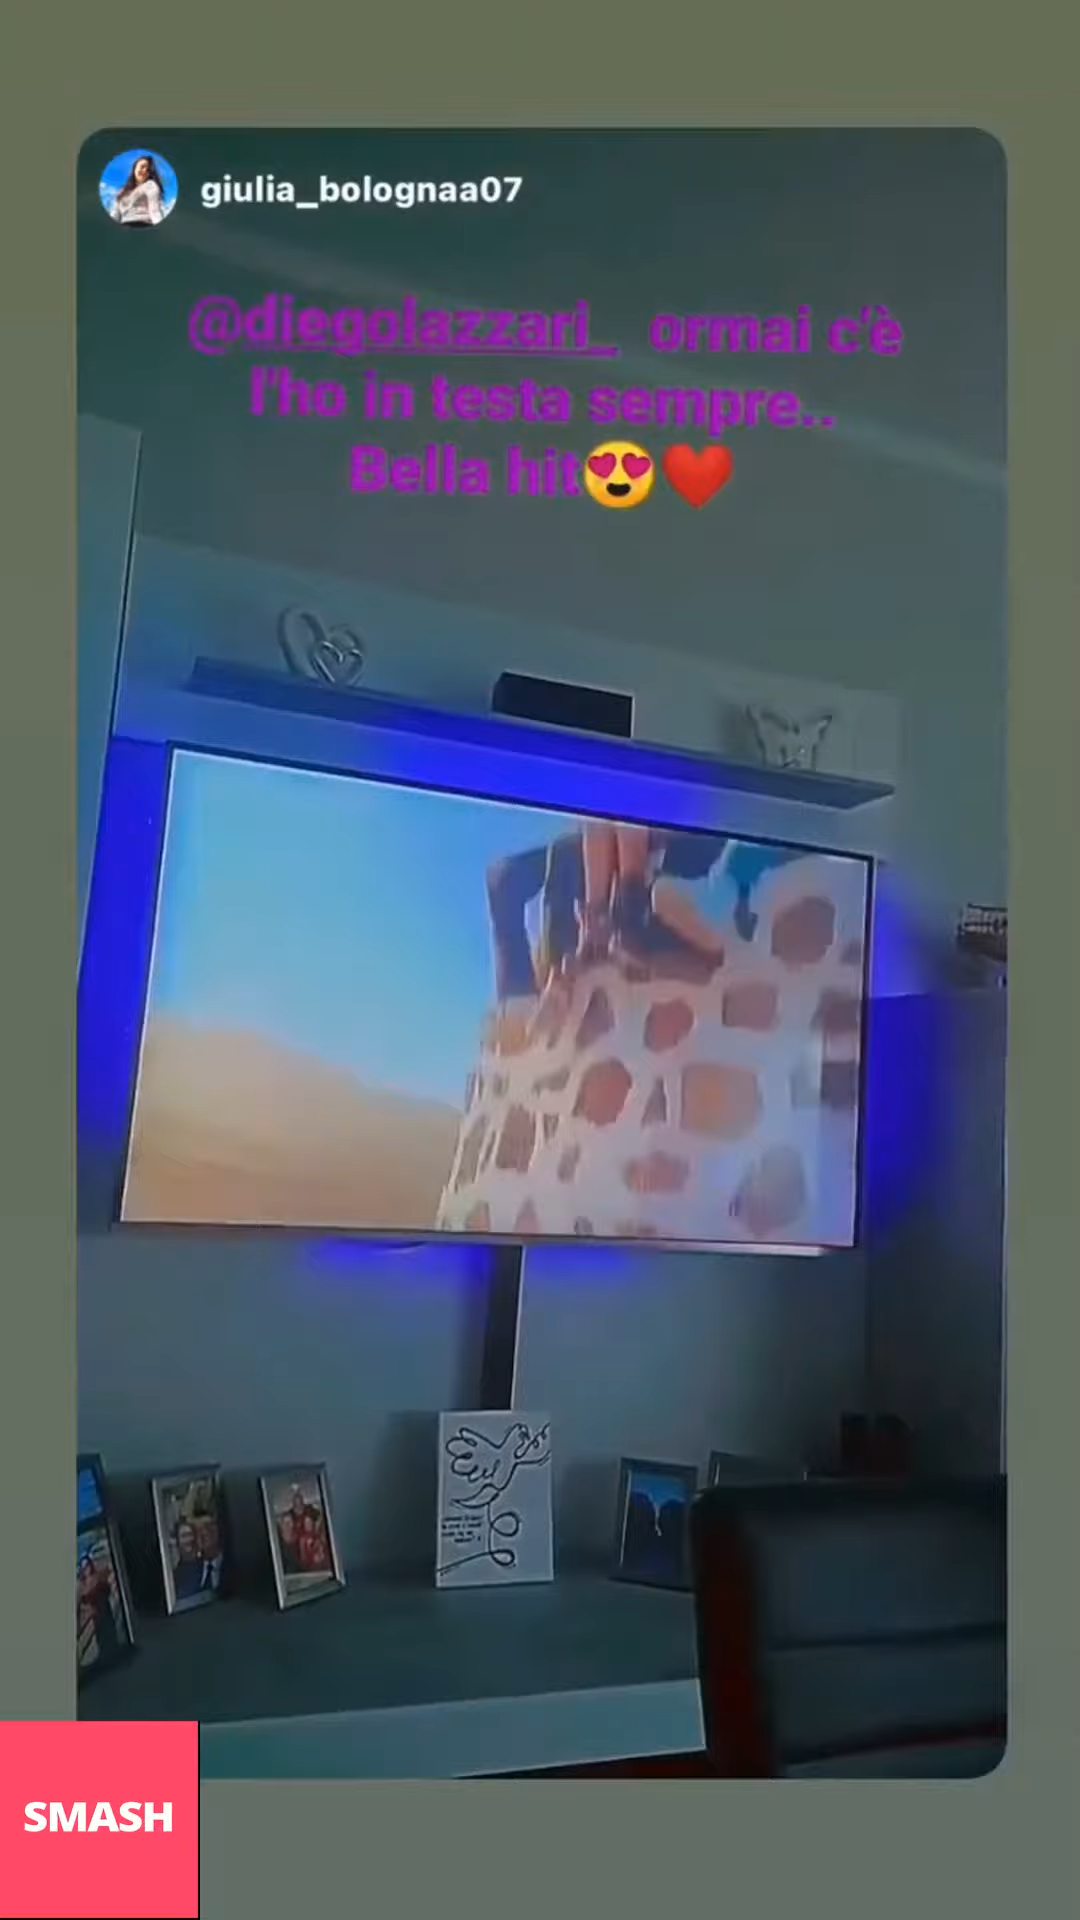 giulia_bolognaa07
@diegolazzari_ ormai c'è
l'ho in testa sempre..
Bella hit😍❤️
SMASH